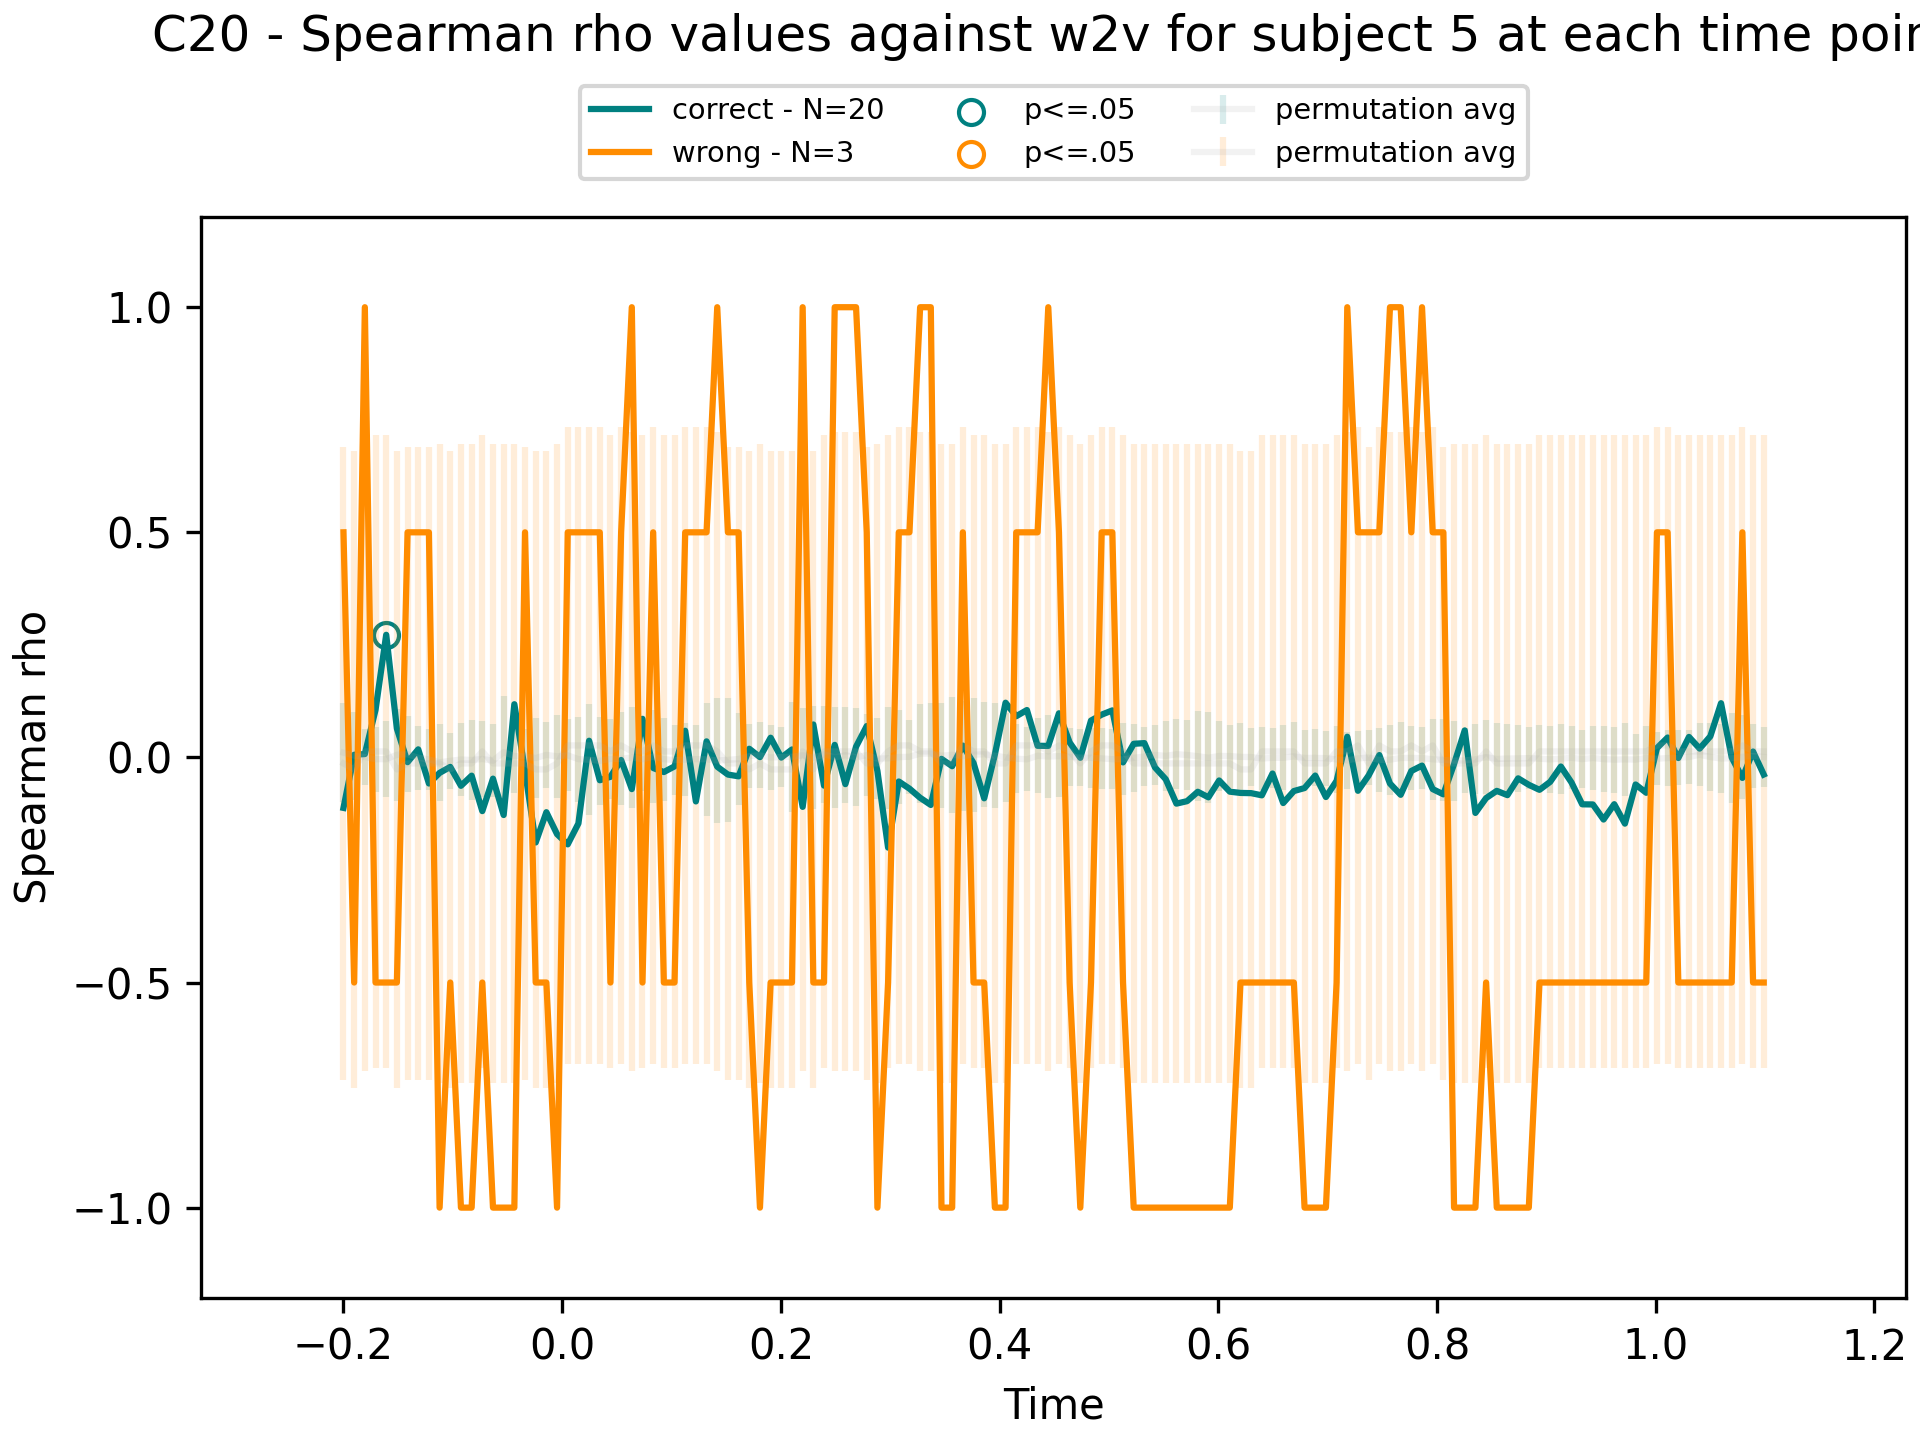 C20 - Spearman rho values against w2v for subject 5 at each time poin
correct - N=20 p<=.05 permutation avg
wrong - N=3 p<=.05 permutation avg
1.0
0.5
0.0
−0.5
−1.0
Spearman rho
−0.2 0.0 0.2 0.4 0.6 0.8 1.0 1.2
Time